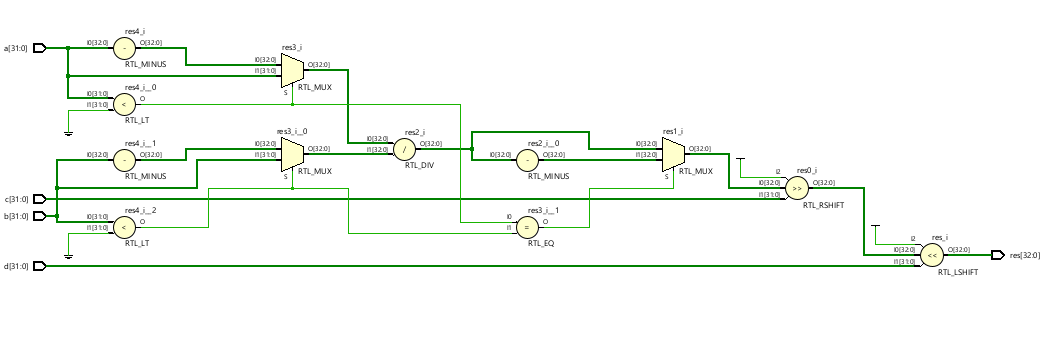 res4_i
I0[32:0] O[32:0]
-
RTL_MINUS
a[31:0]
res3_i
I0[32:0]
I1[31:0]
O[32:0]
S
RTL_MUX
res4_i__0
I0[31:0]
I1[31:0]
O
<
RTL_LT
res4_i__1
I0[32:0] O[32:0]
-
RTL_MINUS
res3_i__0
I0[32:0]
I1[31:0]
O[32:0]
S
RTL_MUX
res2_i
I0[32:0]
I1[32:0]
O[32:0]
/
RTL_DIV
res2_i__0
I0[32:0] O[32:0]
-
RTL_MINUS
res1_i
I0[32:0]
I1[32:0]
O[32:0]
S
RTL_MUX
res0_i
I2
I0[32:0]
I1[31:0]
O[32:0]
>>
RTL_RSHIFT
c[31:0]
b[31:0]
res4_i__2
I0[31:0]
I1[31:0]
O
<
RTL_LT
res3_i__1
I0
I1
O
=
RTL_EQ
res_i
I2
I0[32:0]
I1[31:0]
O[32:0]
<<
RTL_LSHIFT
res[32:0]
d[31:0]